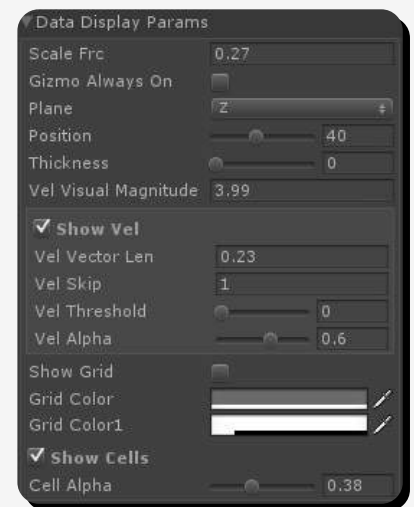 Data Display Params
Scale Frc 0.27
Gizmo Always On
Plane Z
Position 40
Thickness 0
Vel Visual Magnitude 3.99
Show Vel
Vel Vector Len 0.23
Vel Skip 1
Vel Threshold 0
Vel Alpha 0.6
Show Grid
Grid Color
Grid Color1
Show Cells
Cell Alpha 0.38